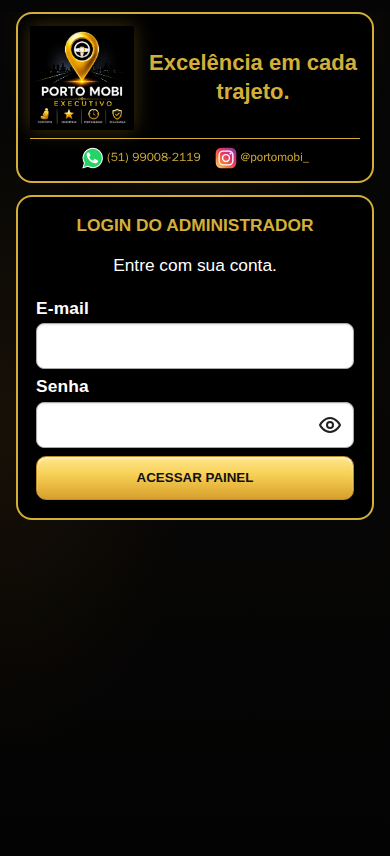 PORTO MOBI
EXECUTIVO
Excelência em cada
trajeto.
(51) 99008-2119 @portomobi_
LOGIN DO ADMINISTRADOR
Entre com sua conta.
E-mail
Senha
ACESSAR PAINEL